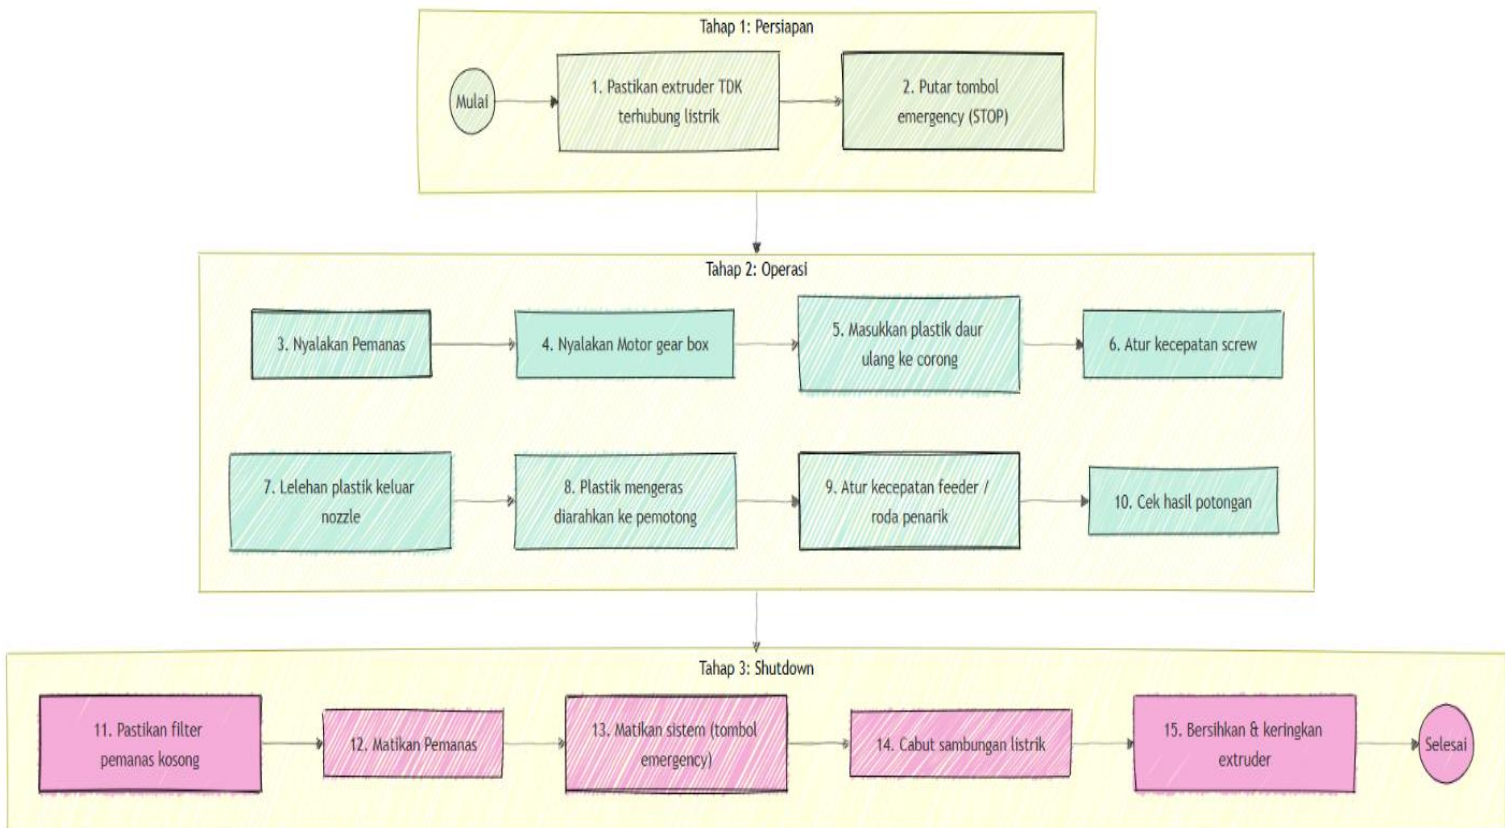 Tahap 1: Persiapan
Mulai
1. Pastikan extruder TDK
terhubung listrik
2. Putar tombol
emergency (STOP)
Tahap 2: Operasi
3. Nyalakan Pemanas
4. Nyalakan Motor gear box
5. Masukkan plastik daur
ulang ke corong
6. Atur kecepatan screw
7. Lelehan plastik keluar
nozzle
8. Plastik mengeras
diarahkan ke pemotong
9. Atur kecepatan feeder /
roda penarik
10. Cek hasil potongan
Tahap 3: Shutdown
11. Pastikan filter
pemanas kosong
12. Matikan Pemanas
13. Matikan sistem (tombol
emergency)
14. Cabut sambungan listrik
15. Bersihkan & keringkan
extruder
Selesai